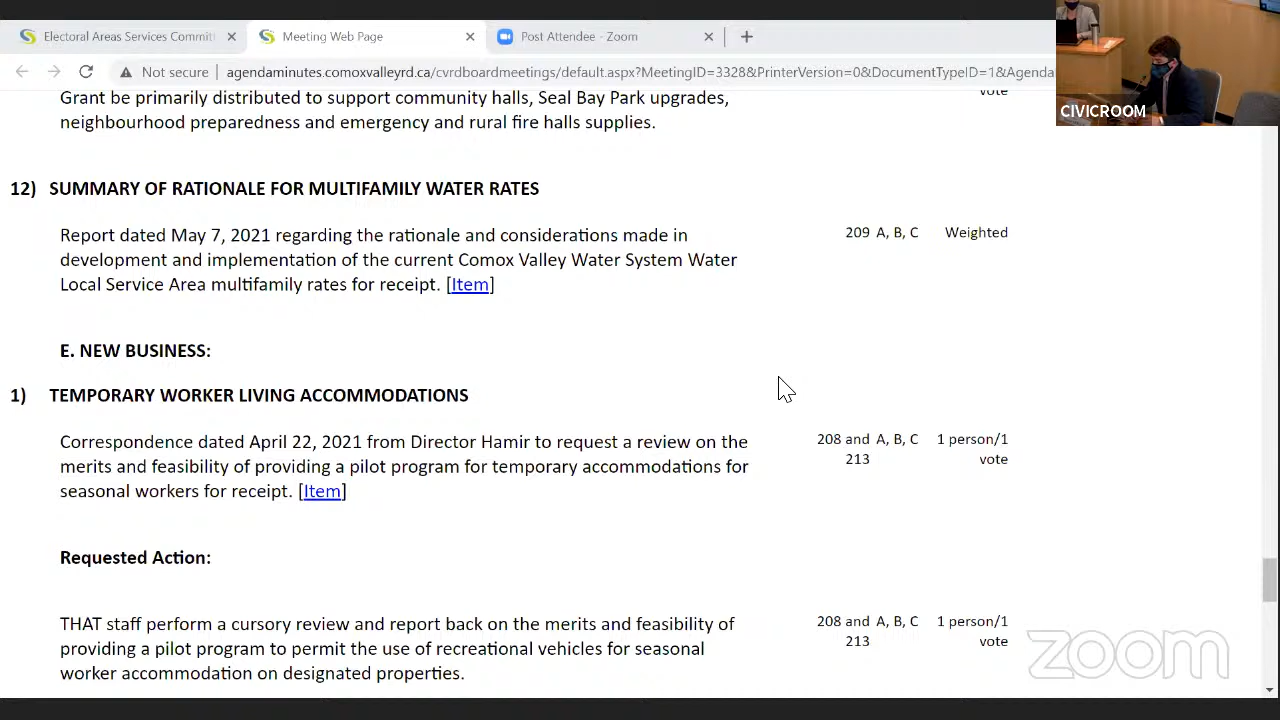 Electoral Areas Services Committ
Meeting Web Page
Post Attendee - Zoom
Not secure
agendaminutes.comoxvalleyrd.ca/cvrdboardmeetings/default.aspx?MeetingID=3328&PrinterVersion=0&DocumentTypeID=1&Agenda
CIVICROOM
Grant be primarily distributed to support community halls, Seal Bay Park upgrades,
vote
neighbourhood preparedness and emergency and rural fire halls supplies.
12) SUMMARY OF RATIONALE FOR MULTIFAMILY WATER RATES
Report dated May 7, 2021 regarding the rationale and considerations made in
209 A, B, C Weighted
development and implementation of the current Comox Valley Water System Water
Local Service Area multifamily rates for receipt. [Item]
E. NEW BUSINESS:
1) TEMPORARY WORKER LIVING ACCOMMODATIONS
Correspondence dated April 22, 2021 from Director Hamir to request a review on the
208 and A, B, C 1 person/1
merits and feasibility of providing a pilot program for temporary accommodations for
213 vote
seasonal workers for receipt. [Item]
Requested Action:
THAT staff perform a cursory review and report back on the merits and feasibility of
208 and A, B, C 1 person/1
providing a pilot program to permit the use of recreational vehicles for seasonal
213 vote
worker accommodation on designated properties.
zoom